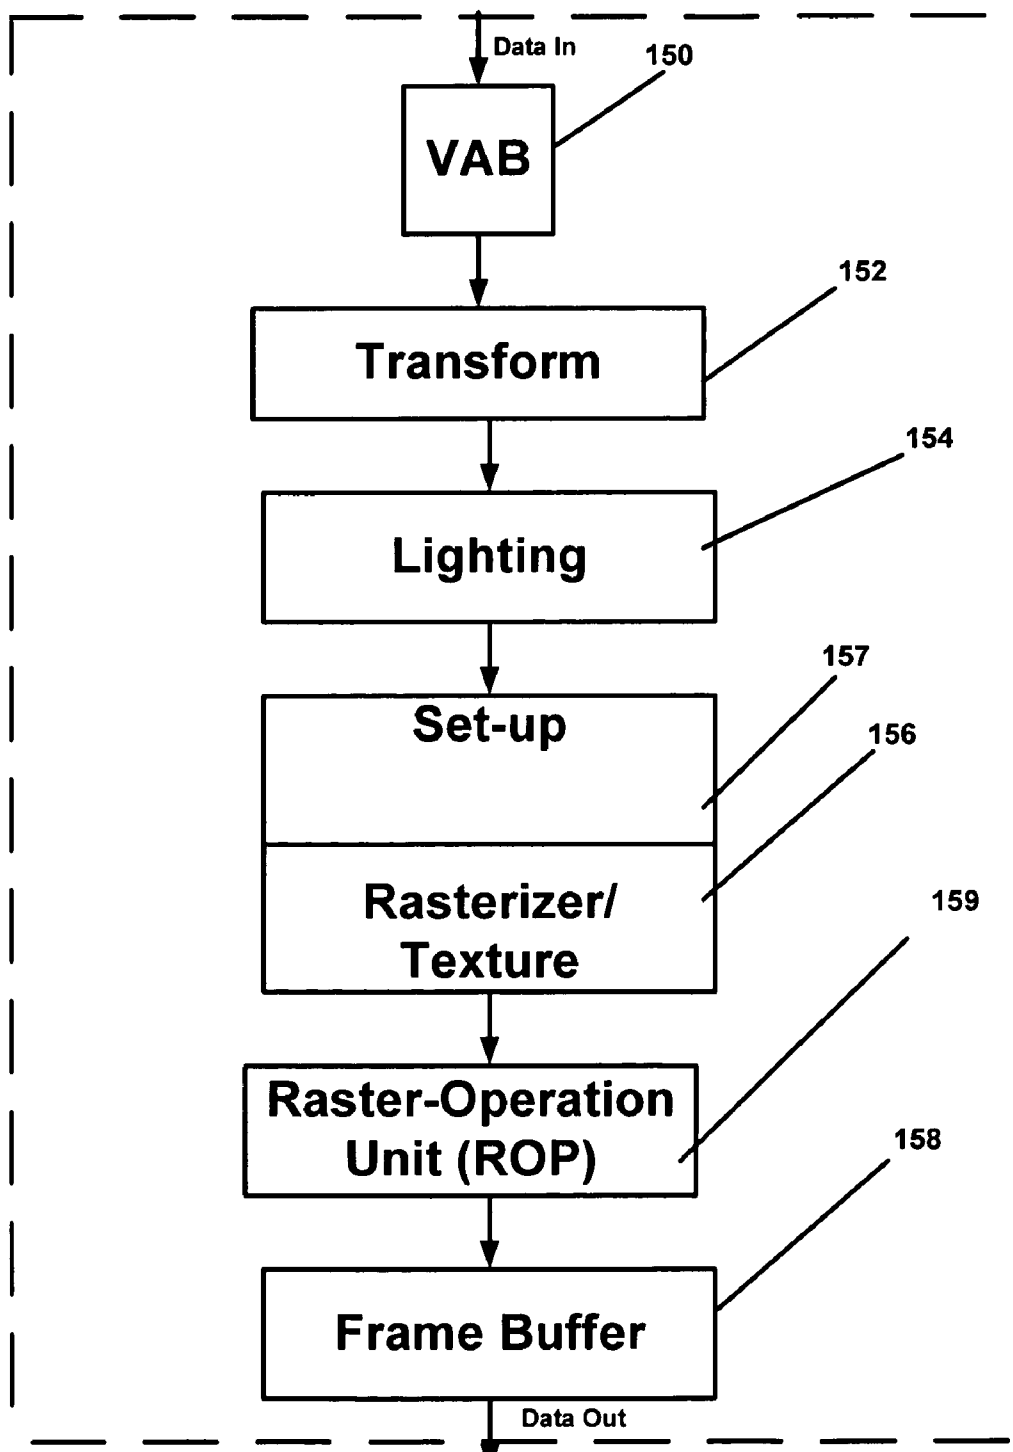 Data In
150
VAB
152
Transform
154
Lighting
157
Set-up
156
Rasterizer/
Texture
159
Raster-Operation
Unit (ROP)
158
Frame Buffer
Data Out